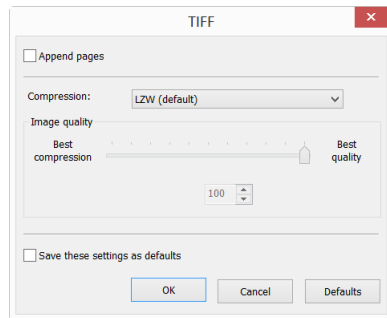 TIFF
Append pages
Compression: LZW (default)
Image quality
Best compression
Best quality
100
Save these settings as defaults
OK Cancel Defaults